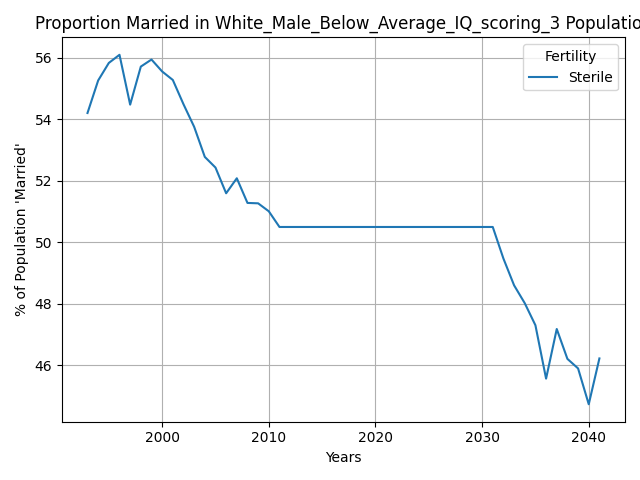 Proportion Married in White_Male_Below_Average_IQ_scoring_3 Populatio
Fertility
Sterile
% of Population 'Married'
56
54
52
50
48
46
2000 2010 2020 2030 2040
Years